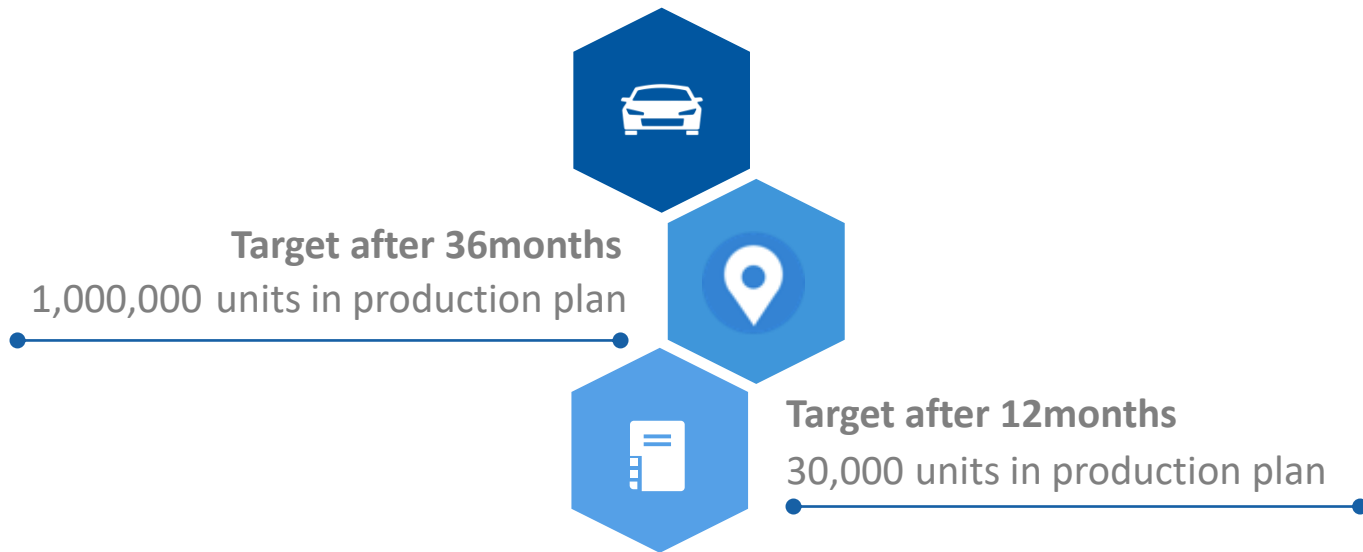 Target after 36months
1,000,000 units in production plan
Target after 12months
30,000 units in production plan